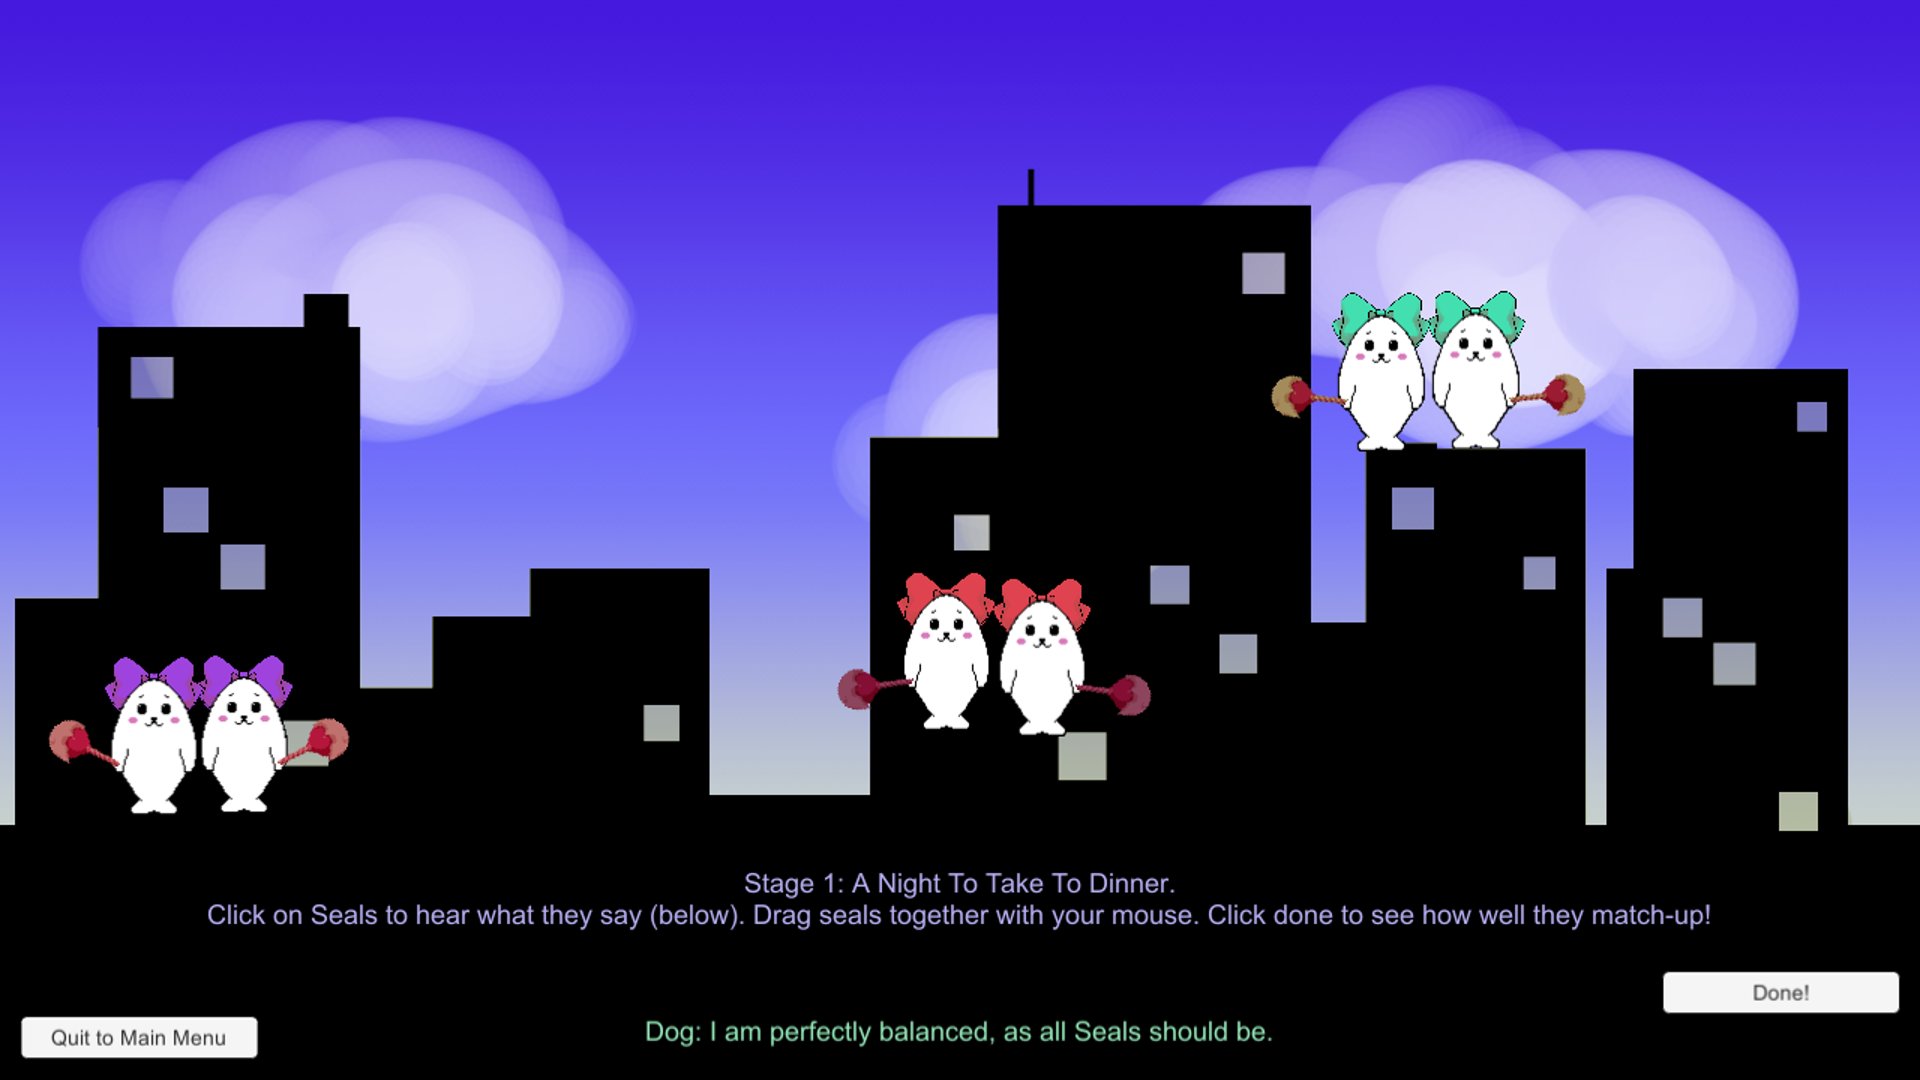 Stage 1: A Night To Take To Dinner.
Click on Seals to hear what they say (below). Drag seals together with your mouse. Click done to see how well they match-up!
Done!
Quit to Main Menu
Dog: I am perfectly balanced, as all Seals should be.